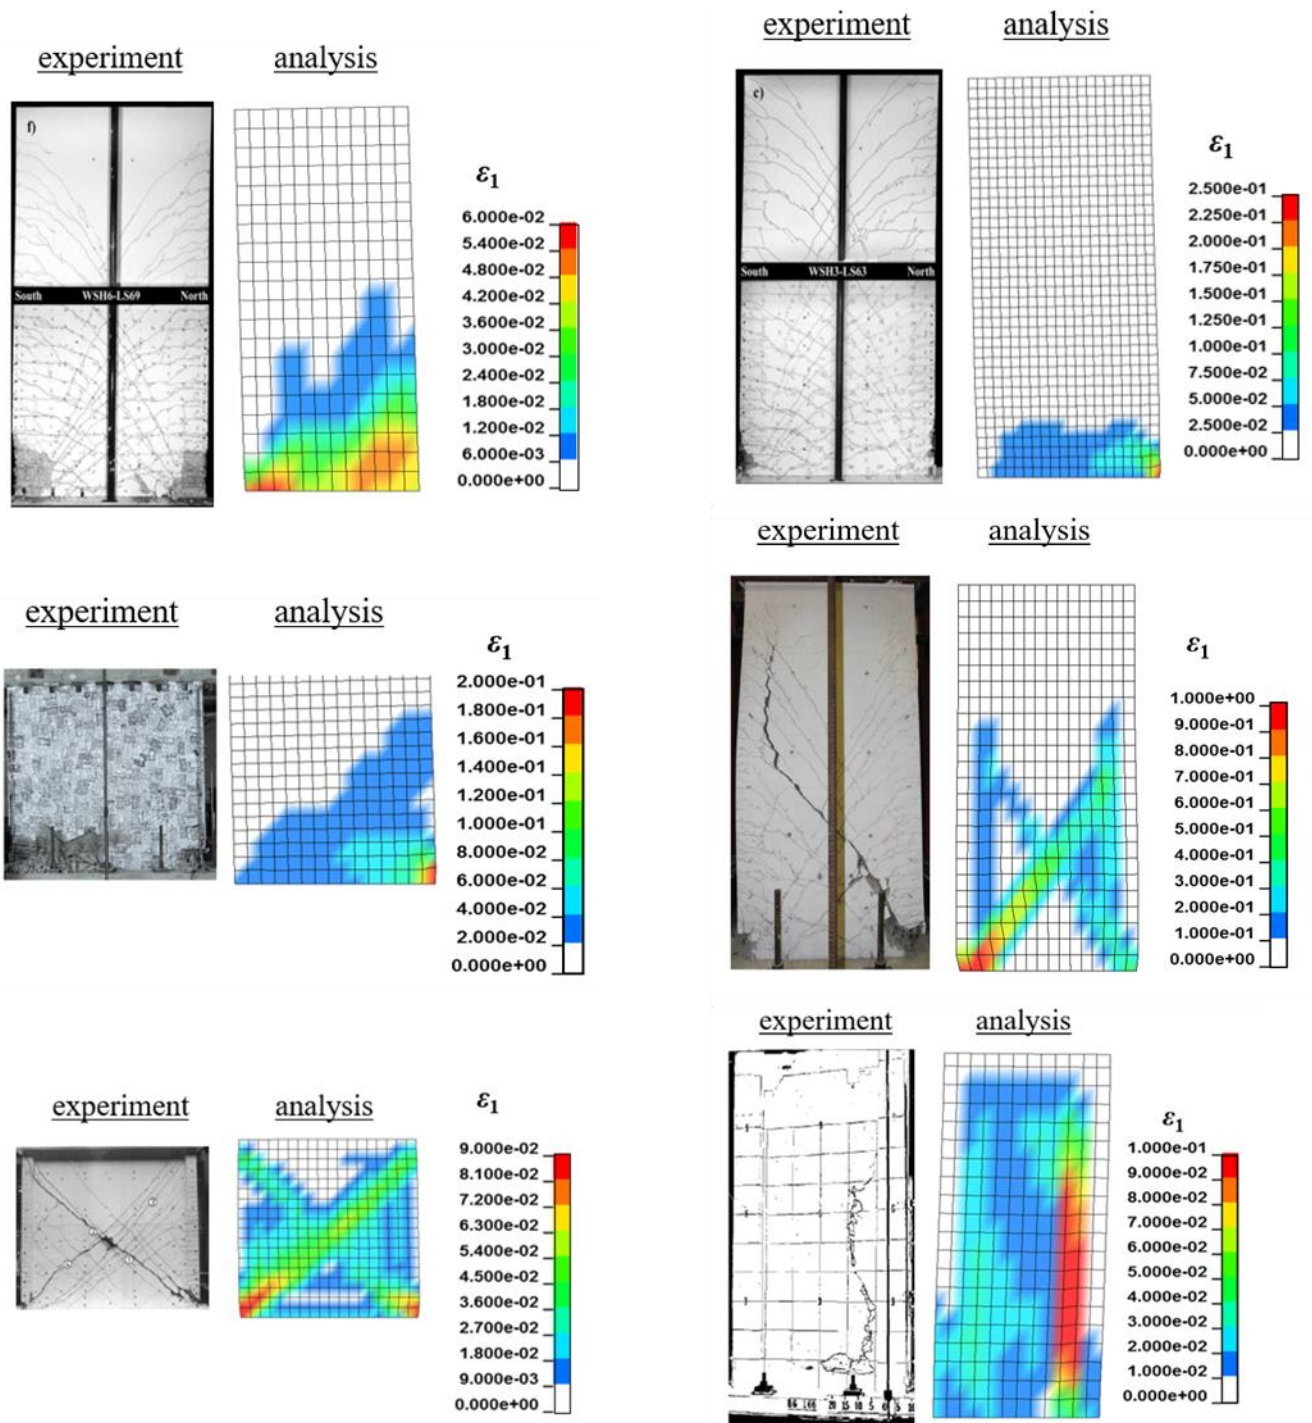 experiment analysis
f)
South WSH6-LS69 North
ε1
6.000e-02
5.400e-02
4.800e-02
4.200e-02
3.600e-02
3.000e-02
2.400e-02
1.800e-02
1.200e-02
6.000e-03
0.000e+00
experiment analysis
c)
South WSH3-LS63 North
ε1
2.500e-01
2.250e-01
2.000e-01
1.750e-01
1.500e-01
1.250e-01
1.000e-01
7.500e-02
5.000e-02
2.500e-02
0.000e+00
experiment analysis
ε1
2.000e-01
1.800e-01
1.600e-01
1.400e-01
1.200e-01
1.000e-01
8.000e-02
6.000e-02
4.000e-02
2.000e-02
0.000e+00
experiment analysis
ε1
1.000e+00
9.000e-01
8.000e-01
7.000e-01
6.000e-01
5.000e-01
4.000e-01
3.000e-01
2.000e-01
1.000e-01
0.000e+00
experiment analysis
ε1
9.000e-02
8.100e-02
7.200e-02
6.300e-02
5.400e-02
4.500e-02
3.600e-02
2.700e-02
1.800e-02
9.000e-03
0.000e+00
experiment analysis
ε1
1.000e-01
9.000e-02
8.000e-02
7.000e-02
6.000e-02
5.000e-02
4.000e-02
3.000e-02
2.000e-02
1.000e-02
0.000e+00